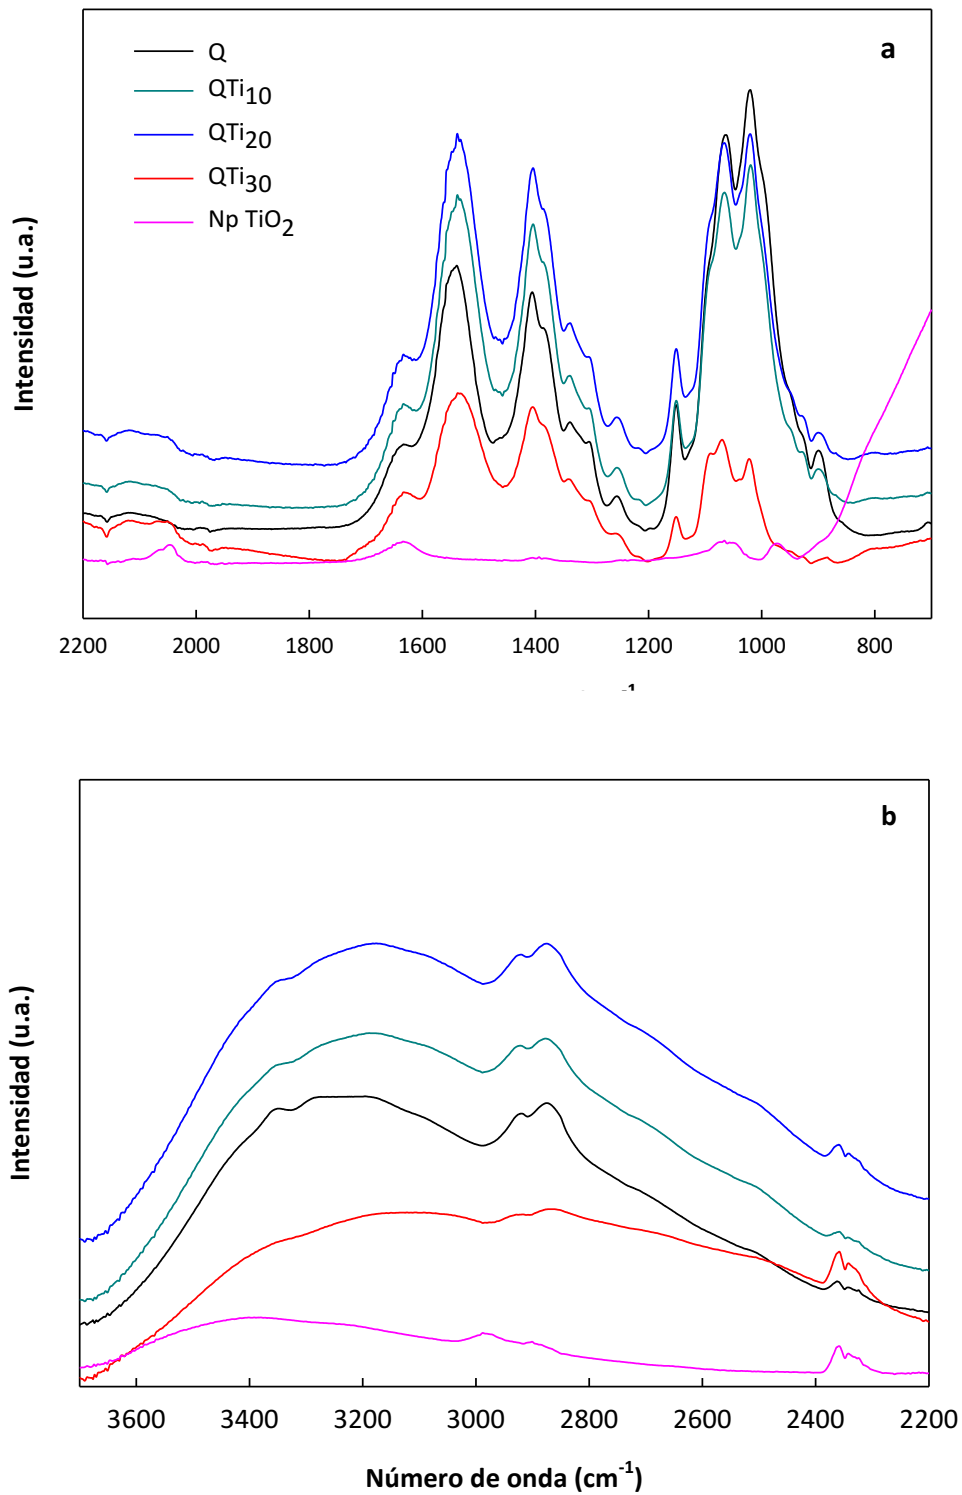 a
Q
QTi10
QTi20
QTi30
Np TiO2
Intensidad (u.a.)
2200 2000 1800 1600 1400 1200 1000 800
-1
b
Intensidad (u.a.)
3600 3400 3200 3000 2800 2600 2400 2200
Número de onda (cm-1)